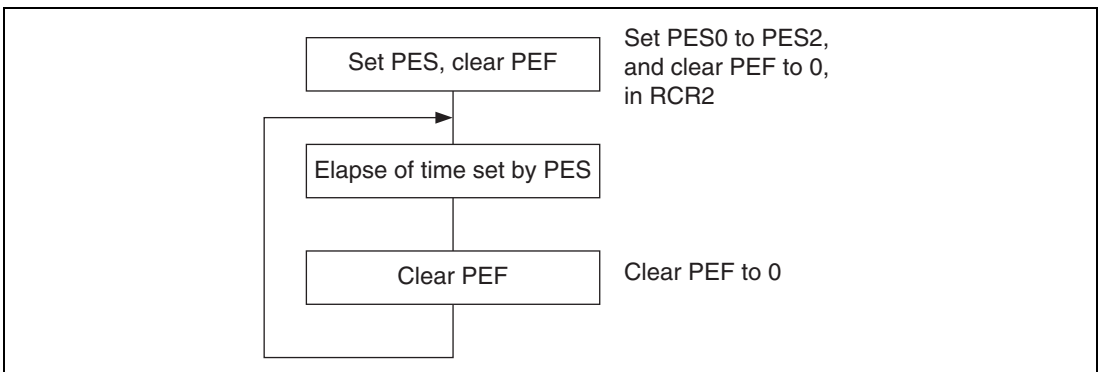 Set PES, clear PEF
Set PES0 to PES2,
and clear PEF to 0,
in RCR2
Elapse of time set by PES
Clear PEF
Clear PEF to 0